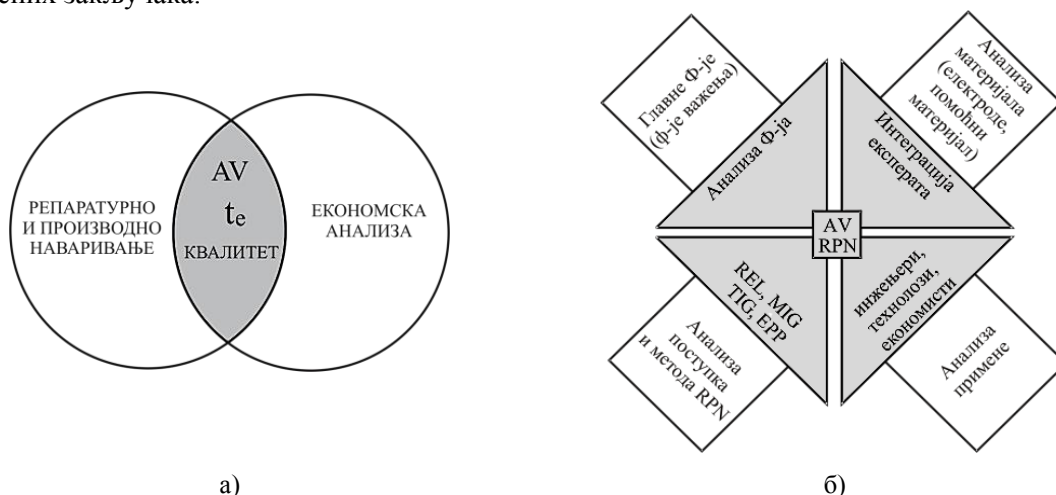 закључака.
РЕПАРАТУРНО
И ПРОИЗВОДНО
НАВАРИВАЊЕ
AV
te
КВАЛИТЕТ
ЕКОНОМСКА
АНАЛИЗА
а)
Главне Ф-је
(ф-је важења)
Анализа Ф-ја
Анализа
материјала
(електроде,
помоћни
материјал)
Интеграција
експерата
AV
RPN
REL, MIG
TIG, EPP
Анализа
поступка
и метода RPN
инжењери,
технолози,
економисти
Анализа
примене
б)